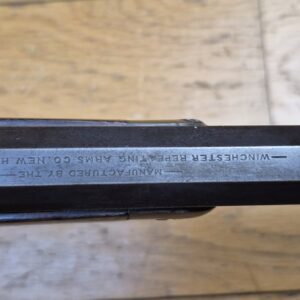 — MANUFACTURED BY THE —
— WINCHESTER REPEATING ARMS CO. NEW H